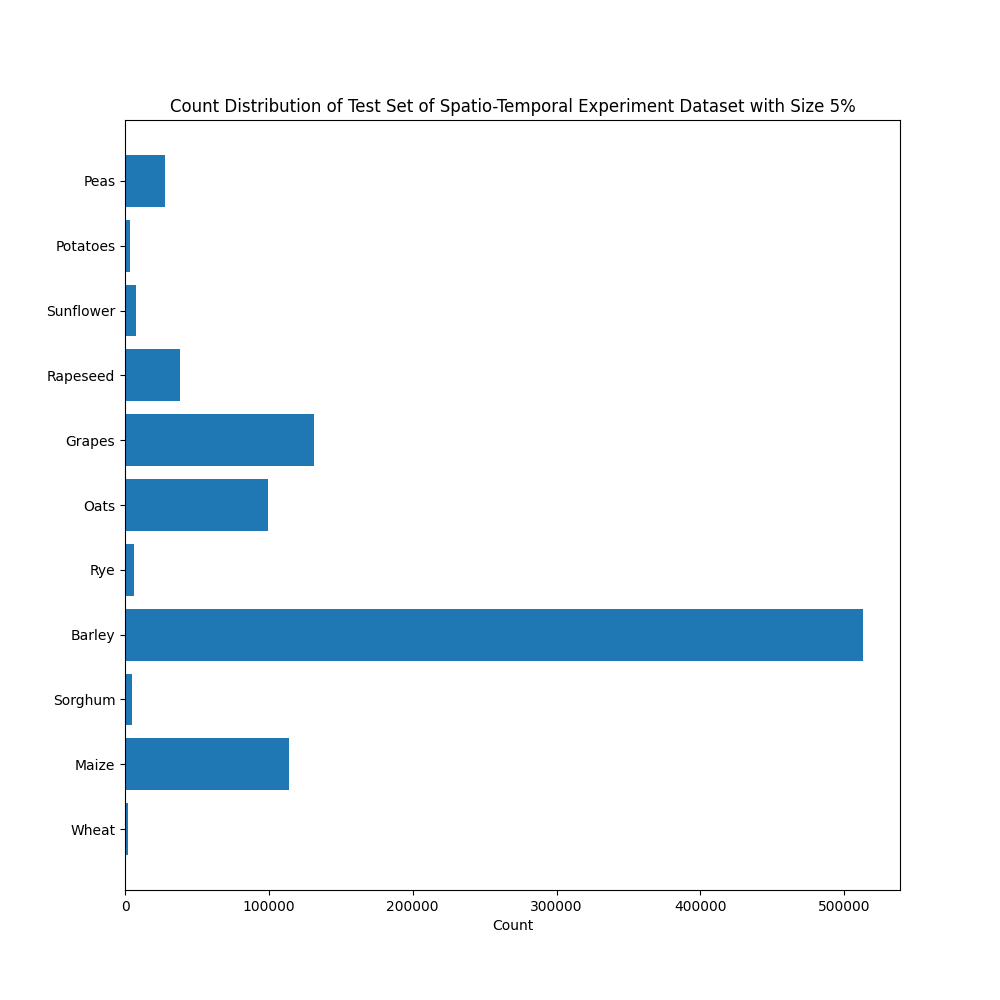 Count Distribution of Test Set of Spatio-Temporal Experiment Dataset with Size 5%
Peas
Potatoes
Sunflower
Rapeseed
Grapes
Oats
Rye
Barley
Sorghum
Maize
Wheat
0 100000 200000 300000 400000 500000
Count